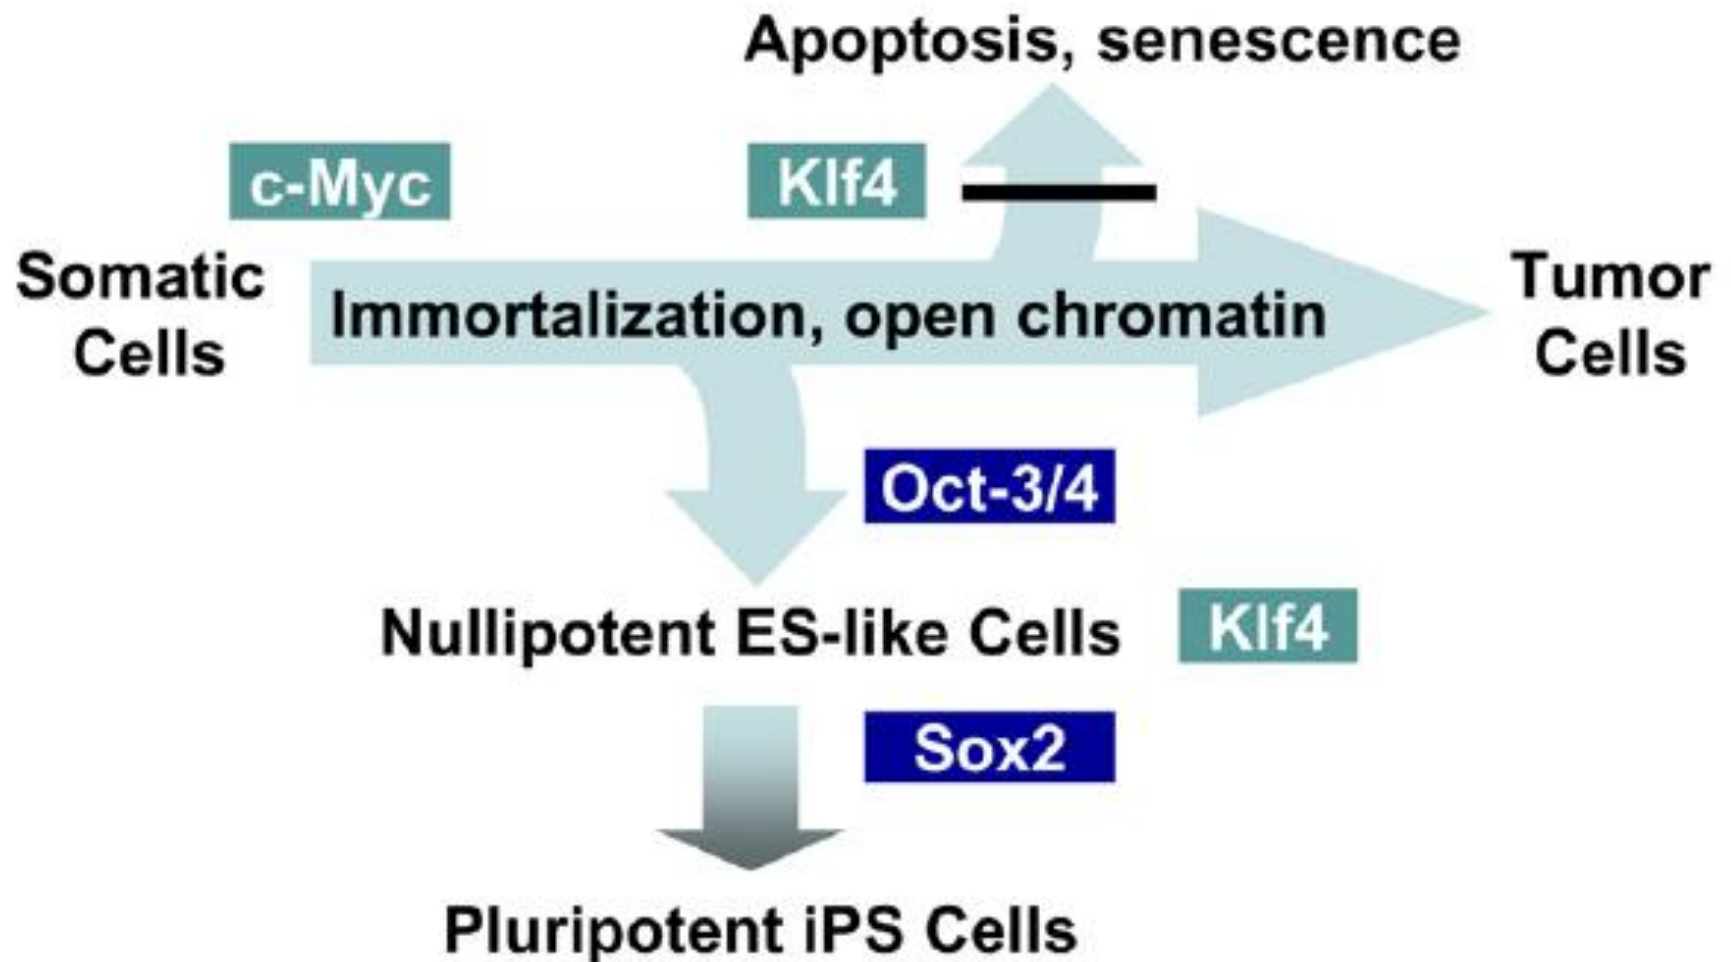 Apoptosis, senescence
c-Myc
Klf4
Somatic
Cells
Immortalization, open chromatin
Tumor
Cells
Oct-3/4
Nullipotent ES-like Cells
Klf4
Sox2
Pluripotent iPS Cells